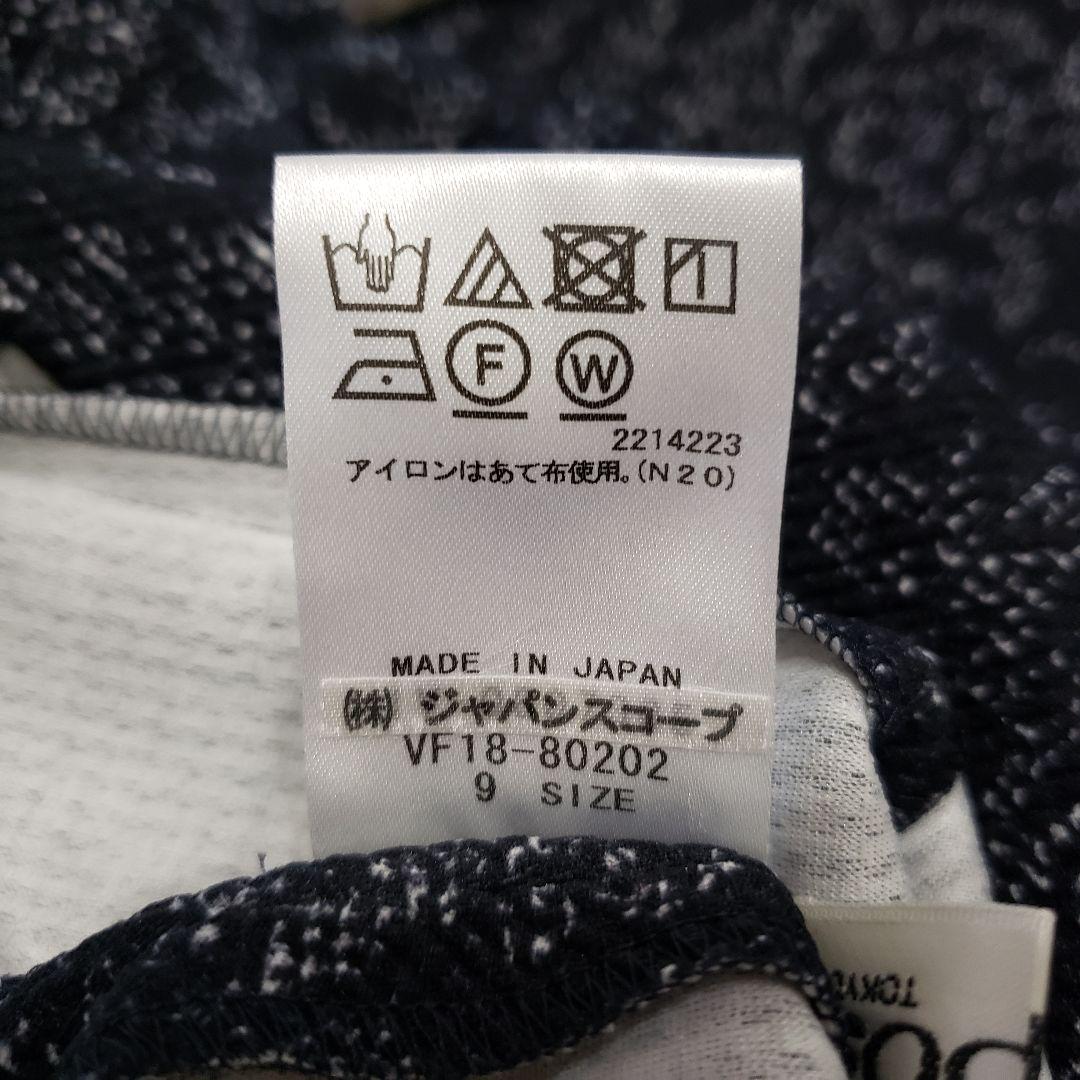 F W
2214223
アイロンはあて布使用。(N20)
MADE IN JAPAN
㈱ ジャパンスコープ
VF18-80202
9 SIZE